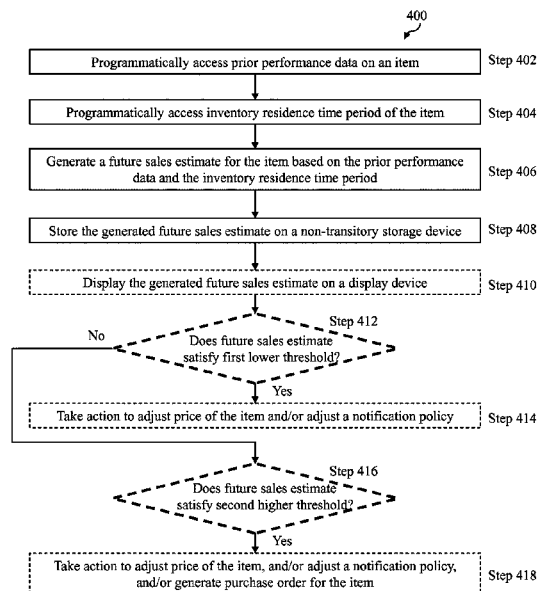 400
Programmatically access prior performance data on an item
Step 402
Programmatically access inventory residence time period of the item
Step 404
Generate a future sales estimate for the item based on the prior performance
data and the inventory residence time period
Step 406
Store the generated future sales estimate on a non-transitory storage device
Step 408
Display the generated future sales estimate on a display device
Step 410
Step 412
No
Does future sales estimate
satisfy first lower threshold?
Yes
Take action to adjust price of the item and/or adjust a notification policy
Step 414
Step 416
Does future sales estimate
satisfy second higher threshold?
Yes
Take action to adjust price of the item, and/or adjust a notification policy,
and/or generate purchase order for the item
Step 418